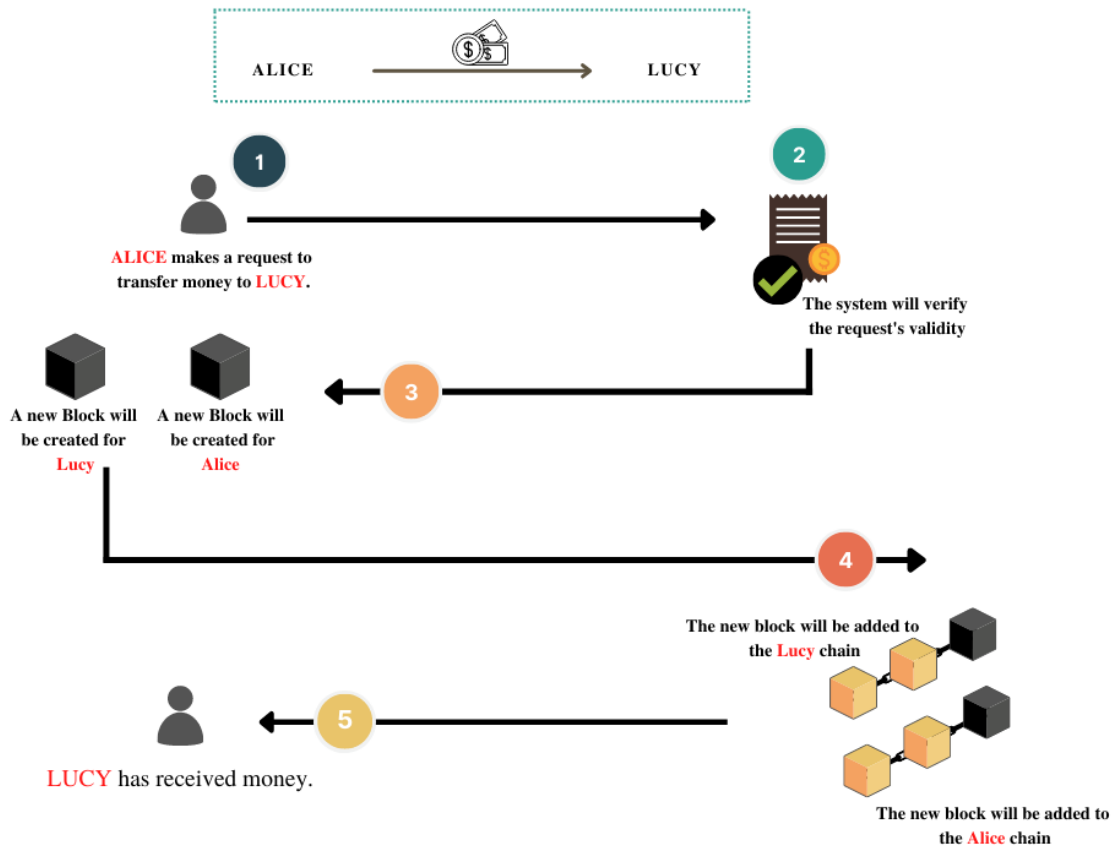 ALICE
$
LUCY
1
2
ALICE makes a request to
transfer money to LUCY.
$
The system will verify
the request's validity
3
A new Block will
be created for
Lucy
A new Block will
be created for
Alice
4
The new block will be added to
the Lucy chain
5
LUCY has received money.
The new block will be added to
the Alice chain